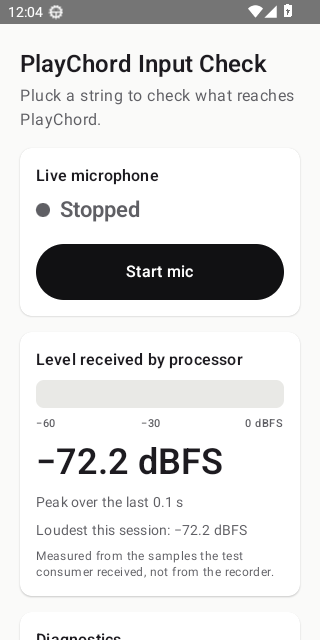 12:04
PlayChord Input Check
Pluck a string to check what reaches
PlayChord.
Live microphone
Stopped
Start mic
Level received by processor
−60 −30 0 dBFS
−72.2 dBFS
Peak over the last 0.1 s
Loudest this session: −72.2 dBFS
Measured from the samples the test
consumer received, not from the recorder.
Diagnostics